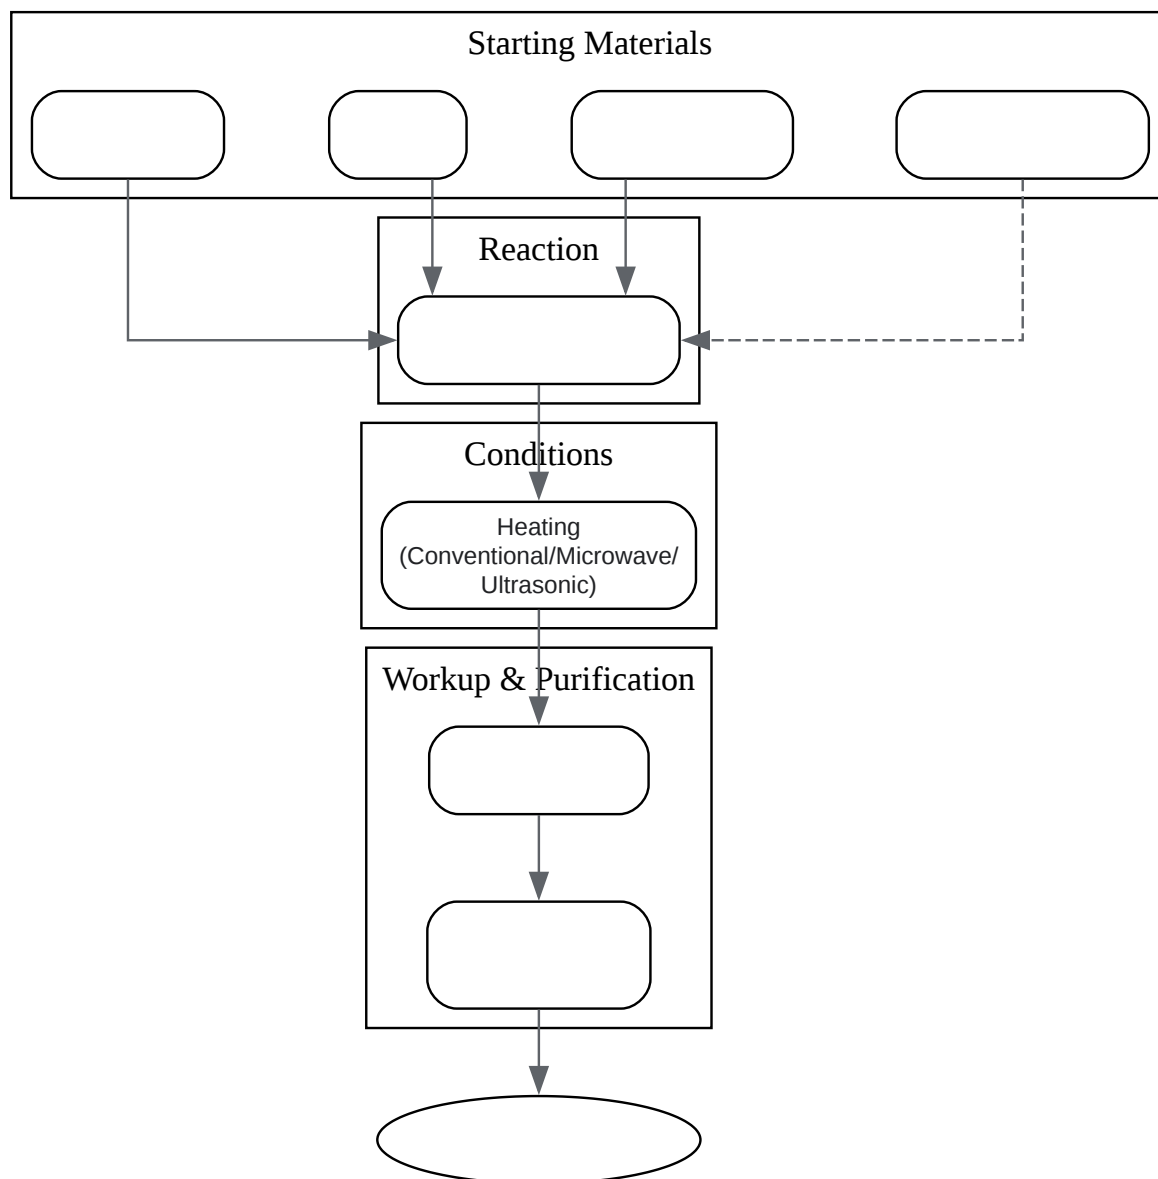 Starting Materials
Reaction
Conditions
Heating
(Conventional/Microwave/
Ultrasonic)
Workup & Purification